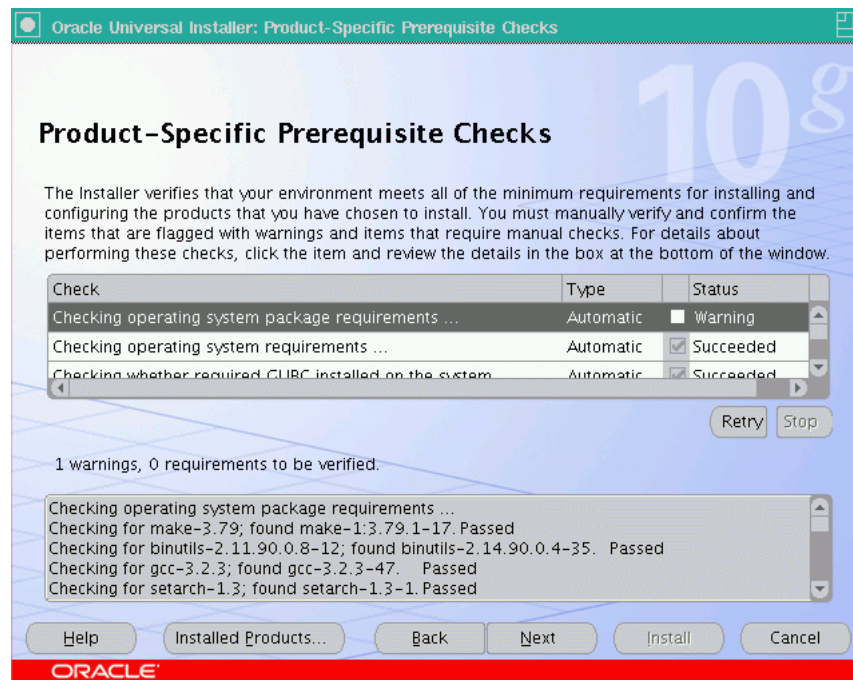 Oracle Universal Installer: Product-Specific Prerequisite Checks
10g
Product-Specific Prerequisite Checks
The Installer verifies that your environment meets all of the minimum requirements for installing and
configuring the products that you have chosen to install. You must manually verify and confirm the
items that are flagged with warnings and items that require manual checks. For details about
performing these checks, click the item and review the details in the box at the bottom of the window.
Check Type Status
Checking operating system package requirements ... Automatic Warning
Checking operating system requirements ... Automatic Succeeded
Checking whether required GLIBC installed on the system Automatic Succeeded
Retry Stop
1 warnings, 0 requirements to be verified.
Checking operating system package requirements ...
Checking for make-3.79; found make-1:3.79.1-17. Passed
Checking for binutils-2.11.90.0.8-12; found binutils-2.14.90.0.4-35. Passed
Checking for gcc-3.2.3; found gcc-3.2.3-47. Passed
Checking for setarch-1.3; found setarch-1.3-1. Passed
Help Installed Products... Back Next Install Cancel
ORACLE